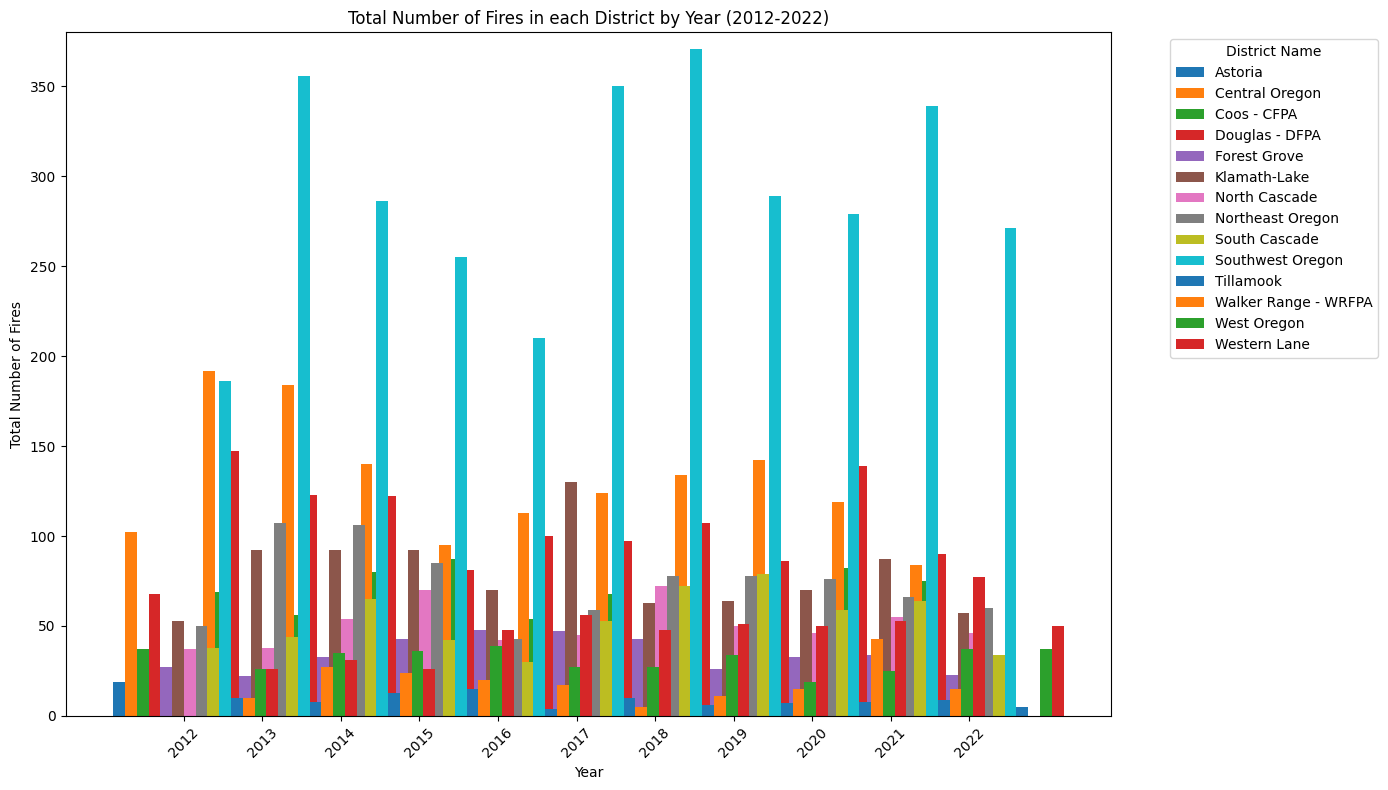 Total Number of Fires in each District by Year (2012-2022)
District Name
Astoria
Central Oregon
Coos - CFPA
Douglas - DFPA
Forest Grove
Klamath-Lake
North Cascade
Northeast Oregon
South Cascade
Southwest Oregon
Tillamook
Walker Range - WRFPA
West Oregon
Western Lane
Total Number of Fires
350
300
250
200
150
100
50
0
2012
2013
2014
2015
2016
2017
2018
2019
2020
2021
2022
Year